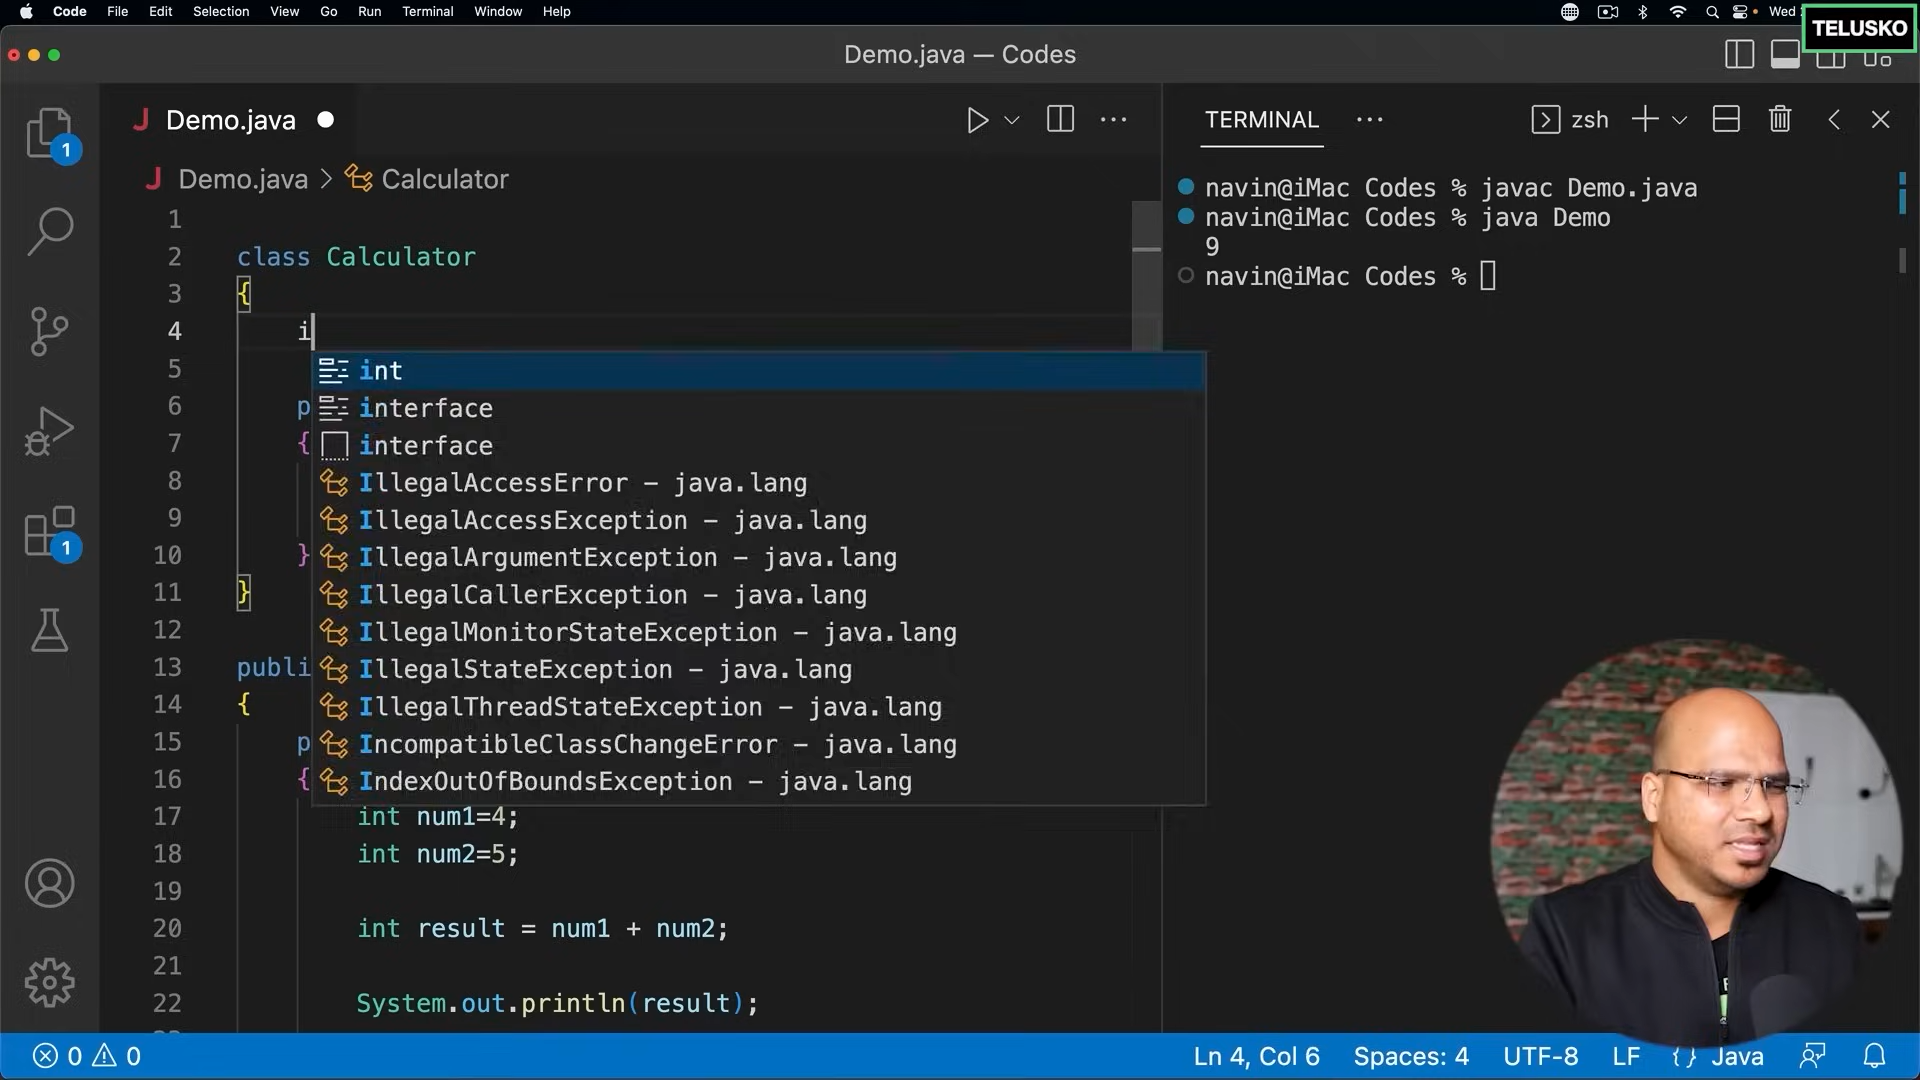 Code File Edit Selection View Go Run Terminal Window Help Wed
TELUSKO
Demo.java — Codes
Demo.java
TERMINAL
zsh
Demo.java > Calculator
1
2 class Calculator
3 {
4 i
5
6 p
7 {
8
9
10 }
11 }
12
13 publi
14 {
15 p
16 {
17 int num1=4;
18 int num2=5;
19
20 int result = num1 + num2;
21
22 System.out.println(result);
int
interface
interface
IllegalAccessError – java.lang
IllegalAccessException – java.lang
IllegalArgumentException – java.lang
IllegalCallerException – java.lang
IllegalMonitorStateException – java.lang
IllegalStateException – java.lang
IllegalThreadStateException – java.lang
IncompatibleClassChangeError – java.lang
IndexOutOfBoundsException – java.lang
navin@iMac Codes % javac Demo.java
navin@iMac Codes % java Demo
9
navin@iMac Codes %
1
1
0 0
Ln 4, Col 6 Spaces: 4 UTF-8 LF {} Java